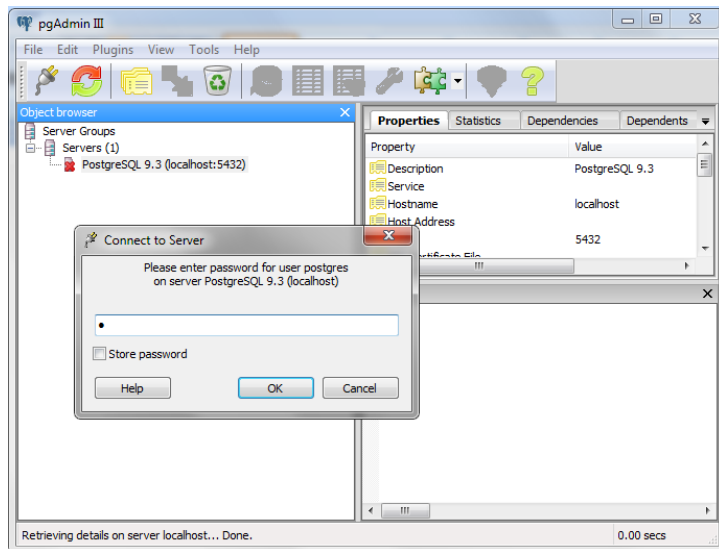 pgAdmin III
File Edit Plugins View Tools Help
Object browser
Server Groups
Servers (1)
PostgreSQL 9.3 (localhost:5432)
Properties Statistics Dependencies Dependents
Property Value
Description PostgreSQL 9.3
Service
Hostname localhost
Host Address
5432
Connect to Server
Please enter password for user postgres
on server PostgreSQL 9.3 (localhost)
Store password
Help OK Cancel
Retrieving details on server localhost... Done. 0.00 secs